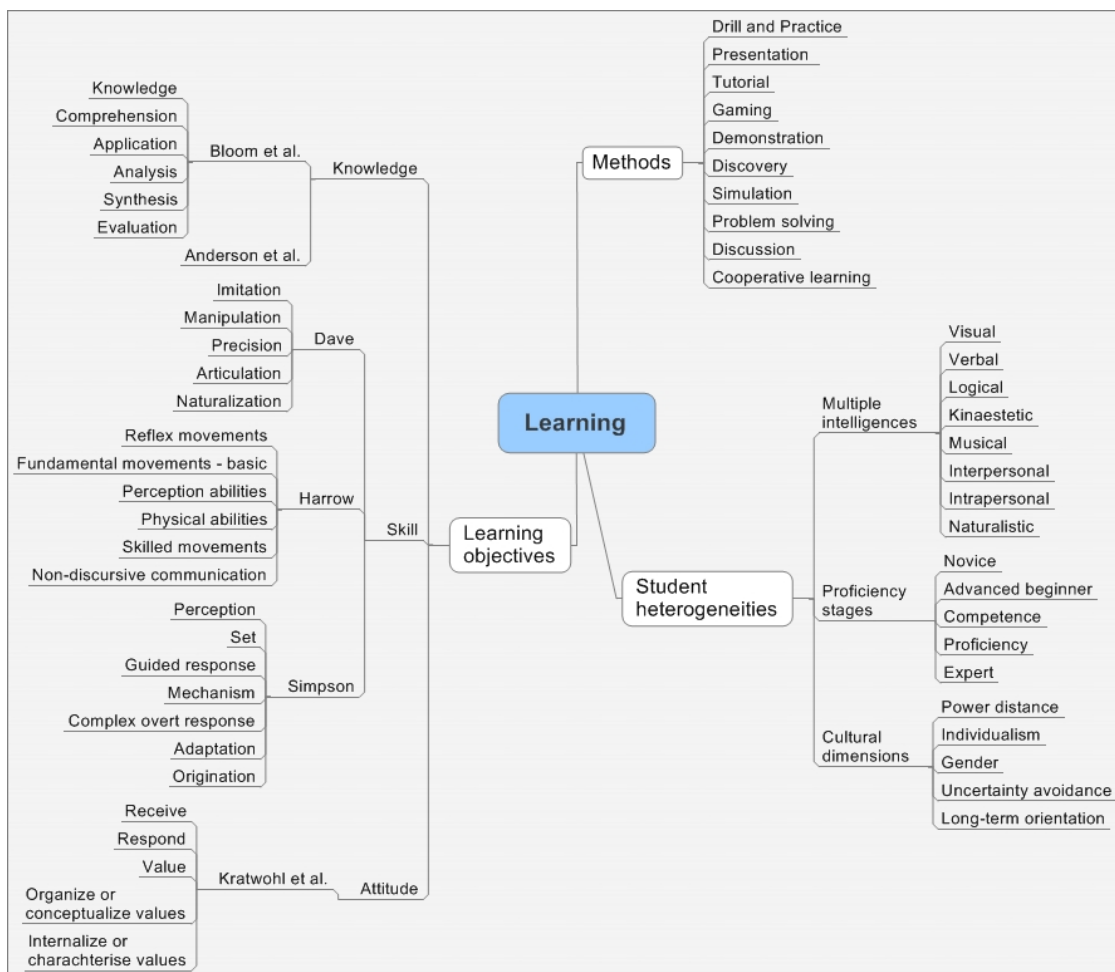 Learning
Methods
Drill and Practice
Presentation
Tutorial
Gaming
Demonstration
Discovery
Simulation
Problem solving
Discussion
Cooperative learning
Student
heterogeneities
Multiple
intelligences
Visual
Verbal
Logical
Kinaestetic
Musical
Interpersonal
Intrapersonal
Naturalistic
Proficiency
stages
Novice
Advanced beginner
Competence
Proficiency
Expert
Cultural
dimensions
Power distance
Individualism
Gender
Uncertainty avoidance
Long-term orientation
Learning
objectives
Knowledge
Bloom et al.
Knowledge
Comprehension
Application
Analysis
Synthesis
Evaluation
Anderson et al.
Skill
Dave
Imitation
Manipulation
Precision
Articulation
Naturalization
Harrow
Reflex movements
Fundamental movements - basic
Perception abilities
Physical abilities
Skilled movements
Non-discursive communication
Simpson
Perception
Set
Guided response
Mechanism
Complex overt response
Adaptation
Origination
Attitude
Kratwohl et al.
Receive
Respond
Value
Organize or
conceptualize values
Internalize or
charachterise values